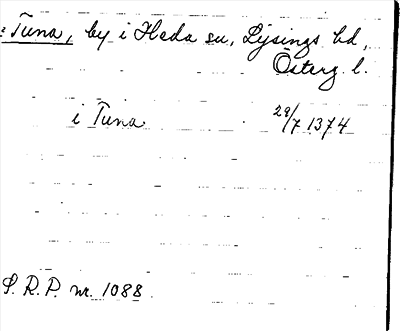 : Tuna, by i Heda sn, Lysings hd,
Österg. l.
i Tuna 29/7 1374
S. R. P. nr. 1088.